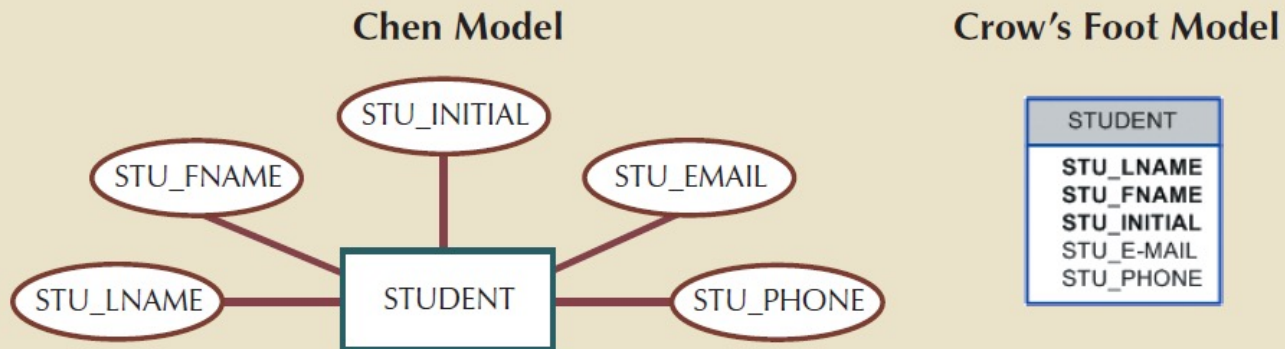 Chen Model
Crow's Foot Model
STU_INITIAL
STU_FNAME
STU_EMAIL
STU_LNAME
STUDENT
STU_PHONE
STUDENT
STU_LNAME
STU_FNAME
STU_INITIAL
STU_E-MAIL
STU_PHONE